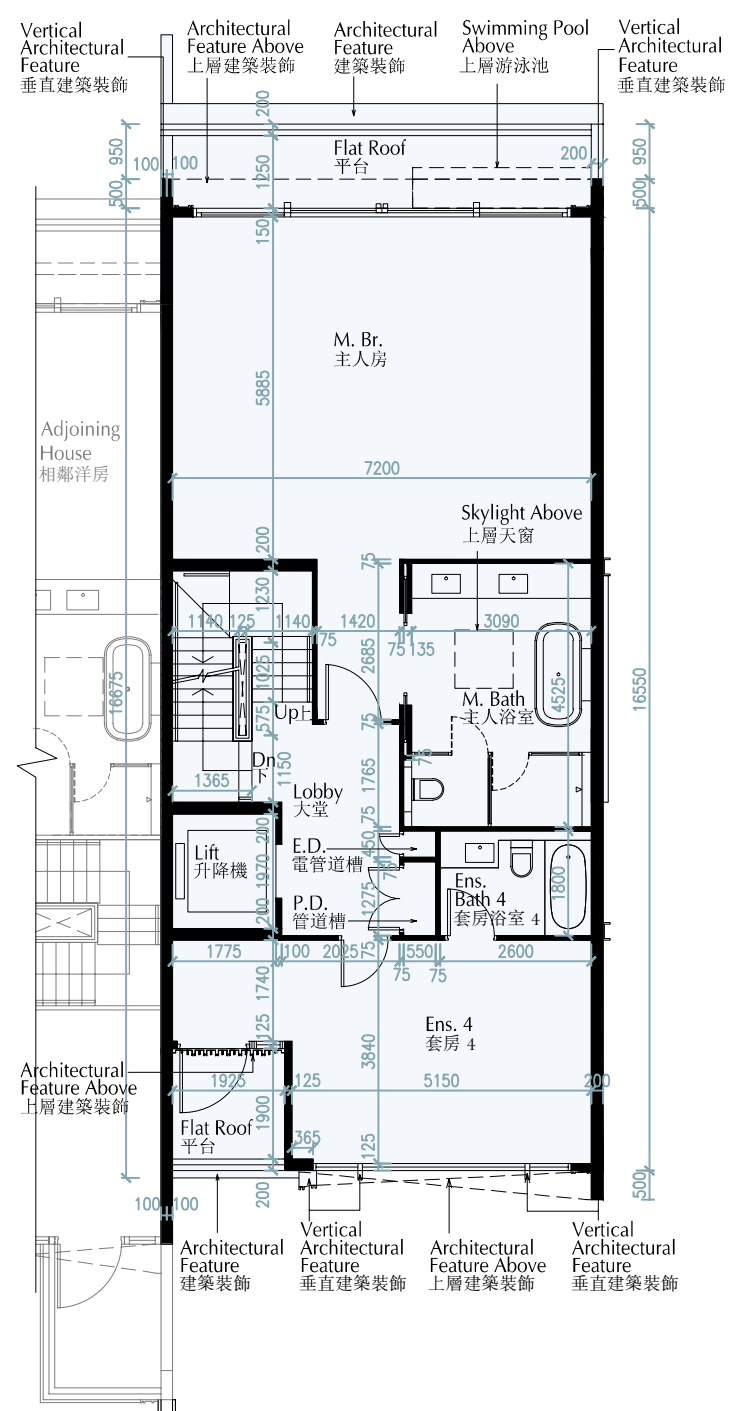 Vertical
Architectural
Feature
垂直建築裝飾
Architectural
Feature Above
上層建築裝飾
Architectural
Feature
建築裝飾
Swimming Pool
Above
上層游泳池
Vertical
Architectural
Feature
垂直建築裝飾
200
950
100 100
500
1250
Flat Roof
平台
200
950
500
150
M. Br.
主人房
5885
Adjoining
House
相鄰洋房
7200
Skylight Above
上層天窗
200
75
1230
1140 125 1140
75
1420
75 135
3090
2685
1025
16675
16550
4525
M. Bath
主人浴室
Up上
575
75
75
Dn
下
1150
1365
1765
Lobby
大堂
75
200
E.D.
電管道槽
450
75
Lift
升降機
1970
P.D.
管道槽
1275
Ens.
Bath 4
套房浴室 4
1800
200
75
1775
100
2025
550
75
75
2600
1740
125
3840
Ens. 4
套房 4
Architectural
Feature Above
上層建築裝飾
1925
125
5150
200
1900
Flat Roof
平台
365
125
200
500
100 100
Architectural
Feature
建築裝飾
Vertical
Architectural
Feature
垂直建築裝飾
Architectural
Feature Above
上層建築裝飾
Vertical
Architectural
Feature
垂直建築裝飾